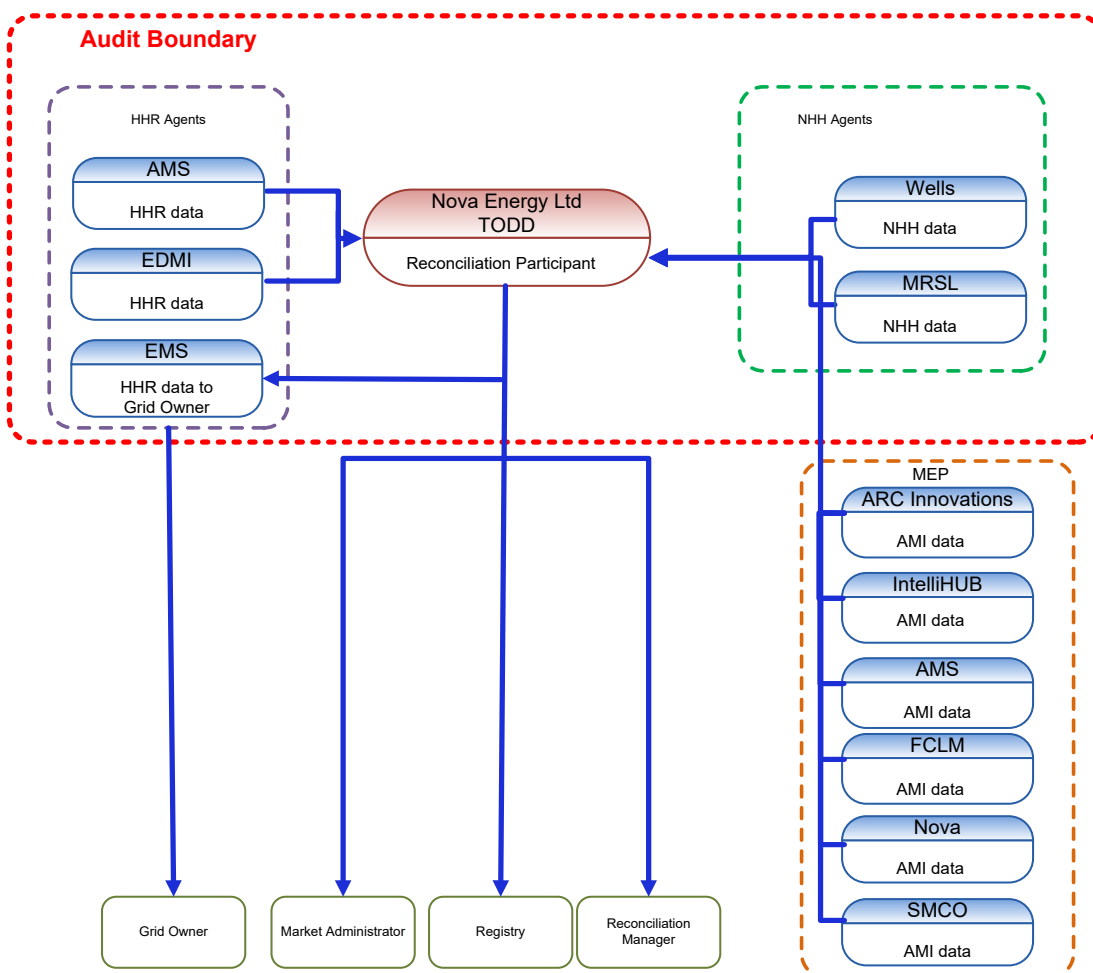 Audit Boundary
HHR Agents
AMS
HHR data
EDMI
HHR data
EMS
HHR data to
Grid Owner
Nova Energy Ltd
TODD
Reconciliation Participant
NHH Agents
Wells
NHH data
MRSL
NHH data
MEP
ARC Innovations
AMI data
IntelliHUB
AMI data
AMS
AMI data
FCLM
AMI data
Nova
AMI data
SMCO
AMI data
Grid Owner
Market Administrator
Registry
Reconciliation
Manager